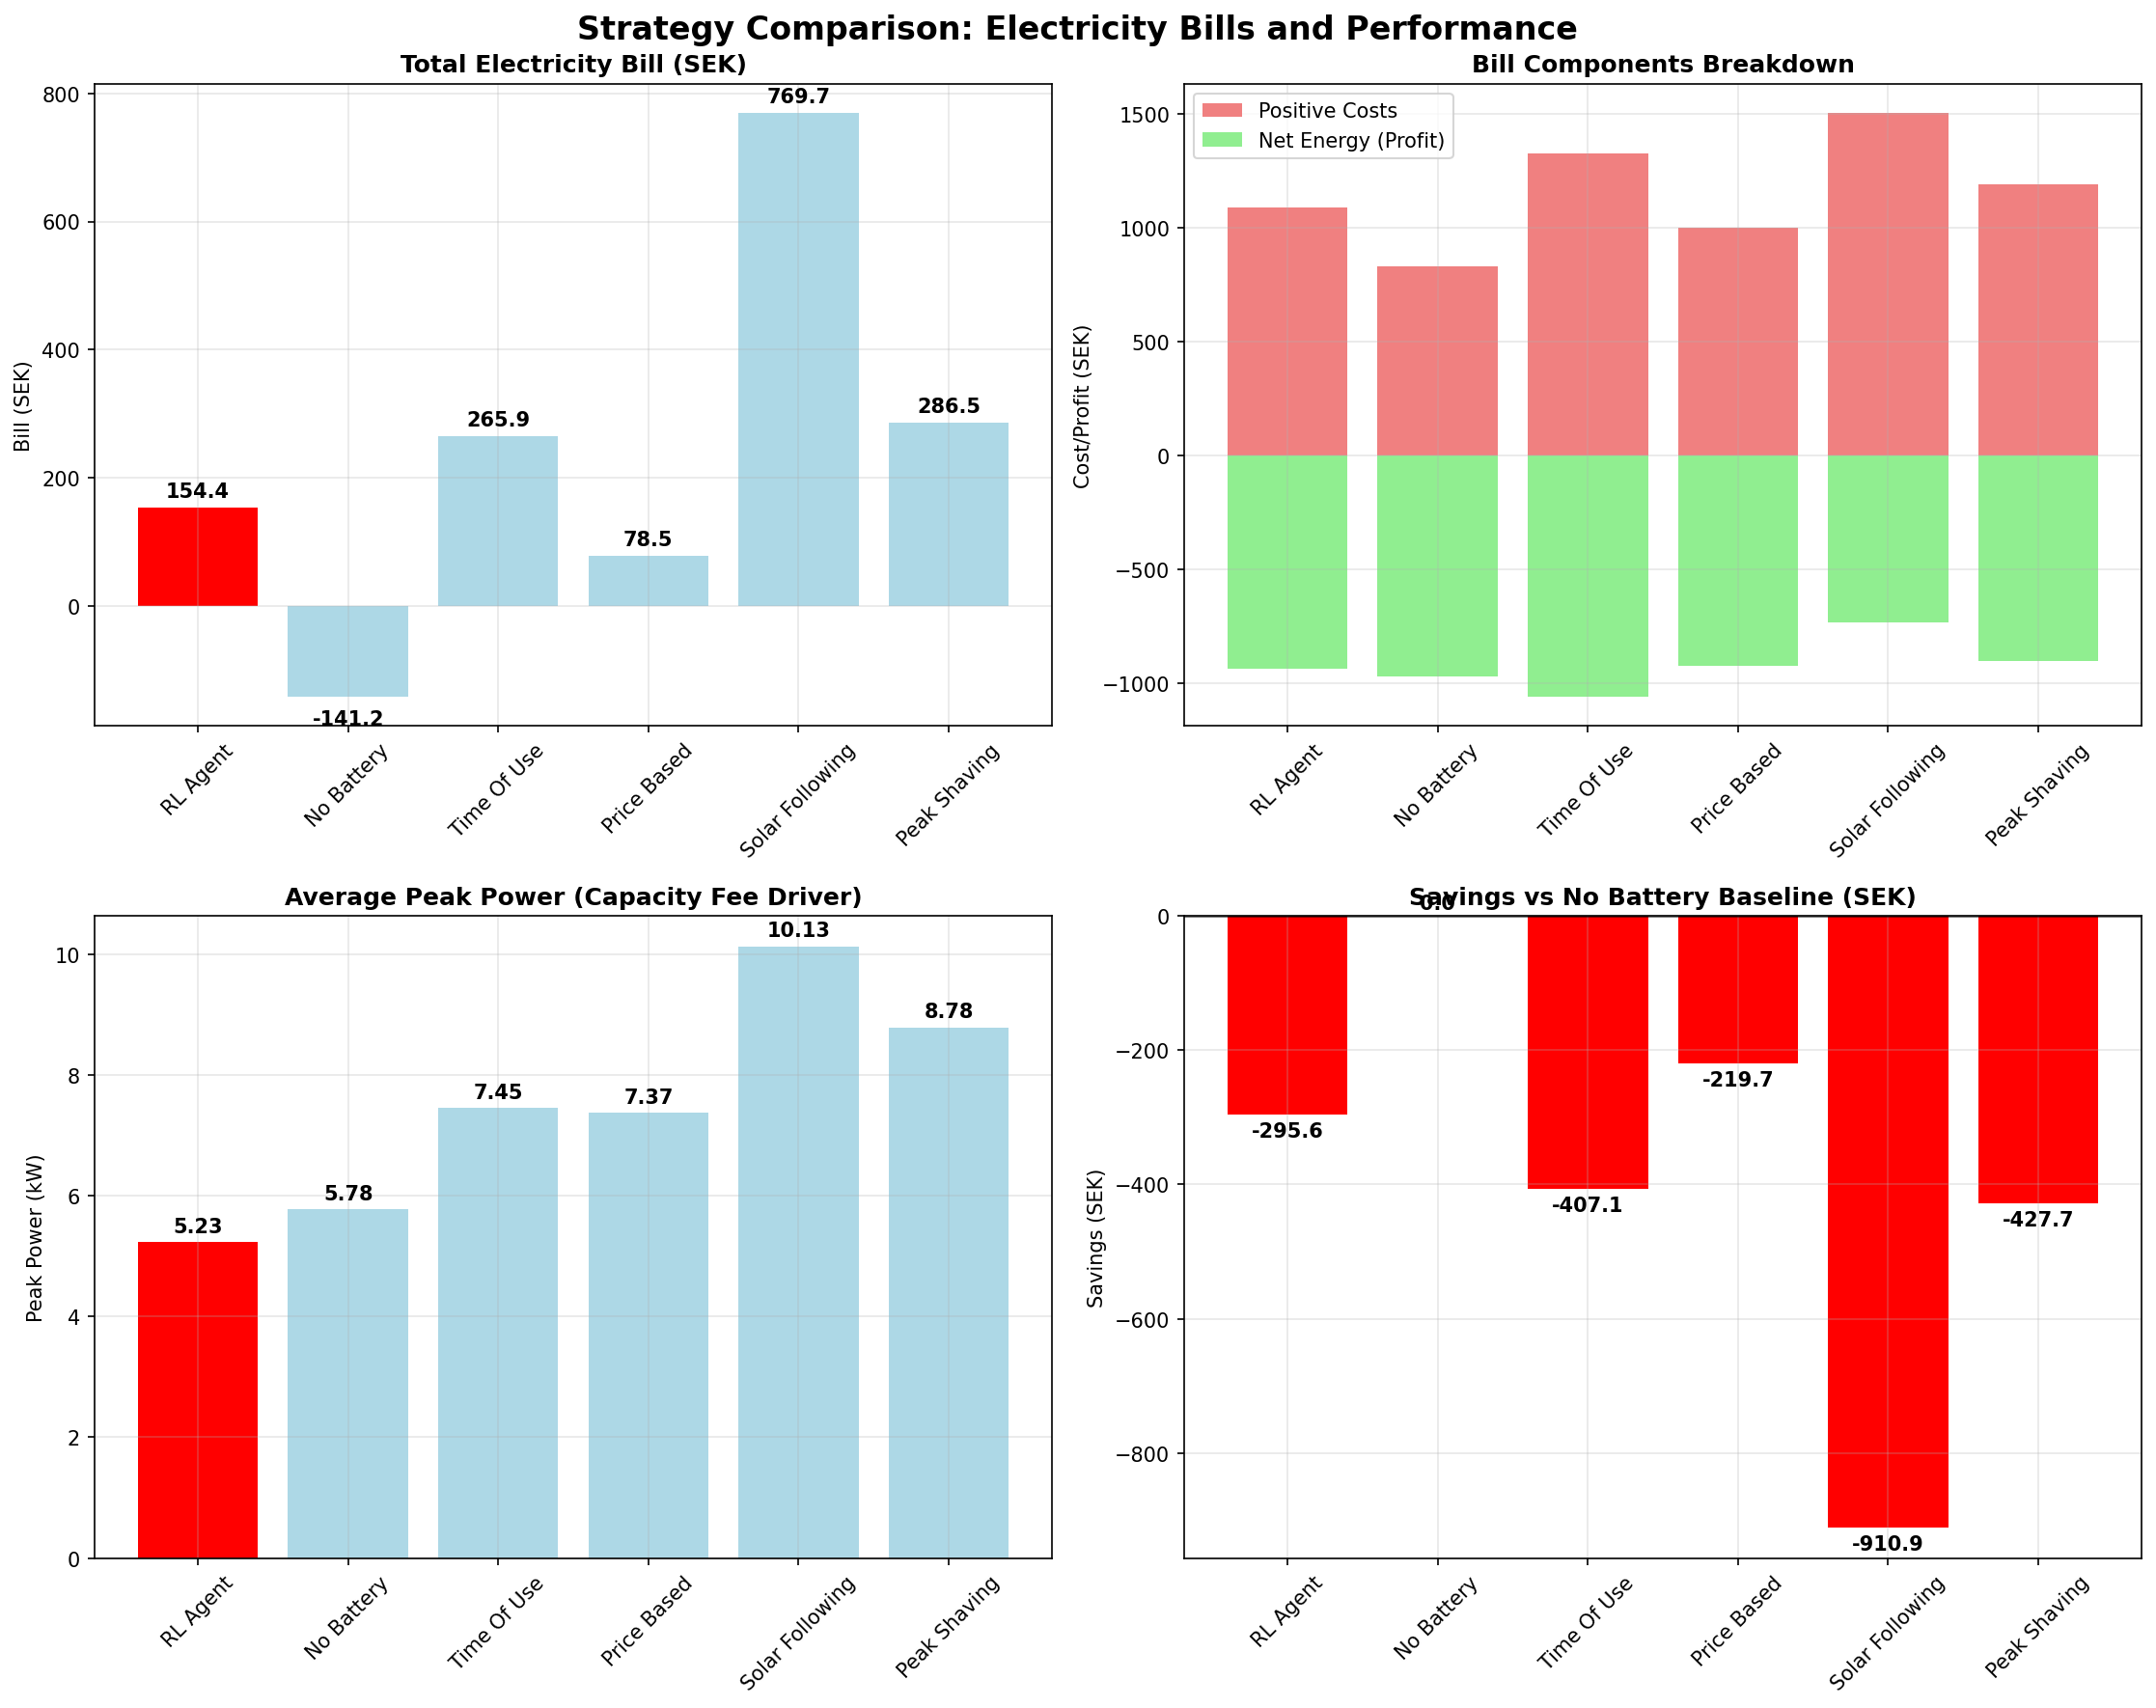 Strategy Comparison: Electricity Bills and Performance
Total Electricity Bill (SEK)
Bill (SEK)
800
600
400
200
0
154.4
-141.2
265.9
78.5
769.7
286.5
RL Agent
No Battery
Time Of Use
Price Based
Solar Following
Peak Shaving
Bill Components Breakdown
Positive Costs
Net Energy (Profit)
Cost/Profit (SEK)
1500
1000
500
0
−500
−1000
RL Agent
No Battery
Time Of Use
Price Based
Solar Following
Peak Shaving
Average Peak Power (Capacity Fee Driver)
Peak Power (kW)
10
8
6
4
2
0
5.23
5.78
7.45
7.37
10.13
8.78
RL Agent
No Battery
Time Of Use
Price Based
Solar Following
Peak Shaving
Savings vs No Battery Baseline (SEK)
Savings (SEK)
0
−200
−400
−600
−800
-295.6
0.0
-407.1
-219.7
-910.9
-427.7
RL Agent
No Battery
Time Of Use
Price Based
Solar Following
Peak Shaving